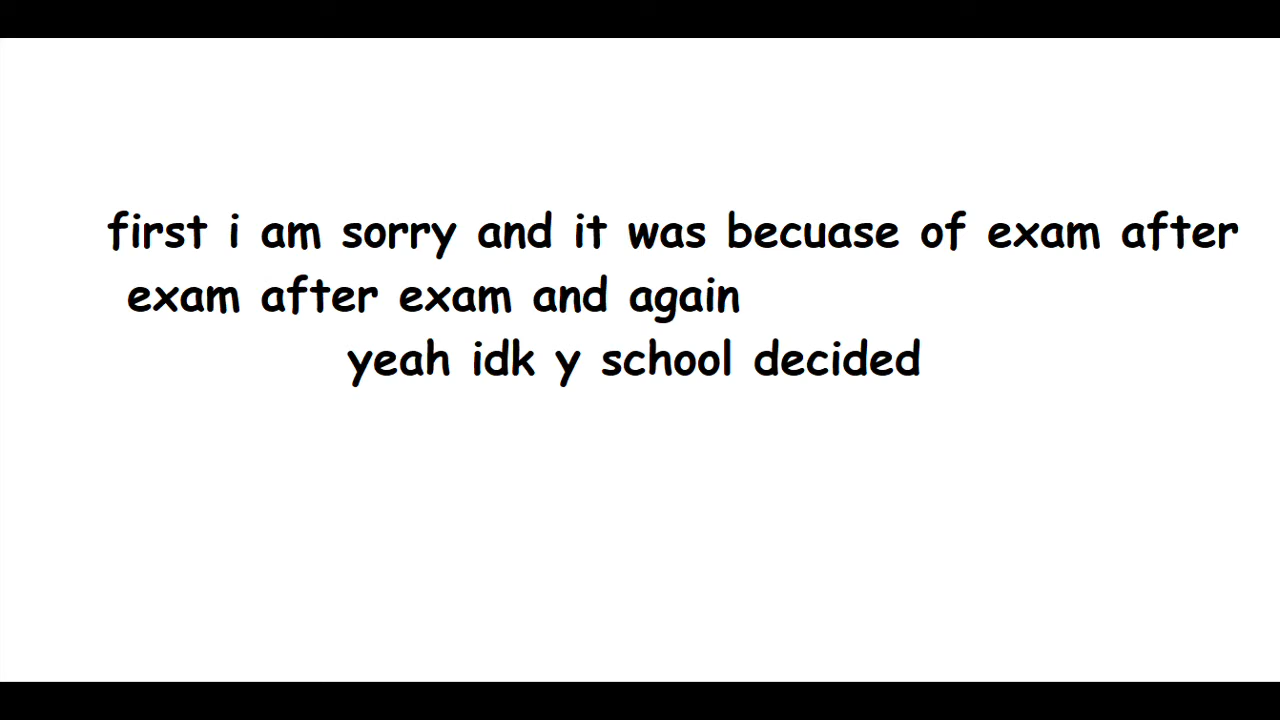 first i am sorry and it was becuase of exam after
exam after exam and again
yeah idk y school decided